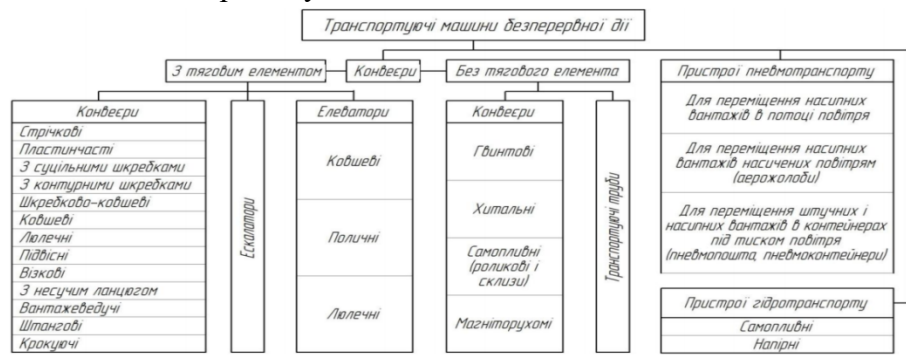 Транспортуючі машини безперервної дії
З тяговим елементом
Конвеєри
Без тягового елемента
Конвеєри
Стрічкові
Пластинчасті
З суцільними шкребками
З контурними шкребками
Шкребково-ковшеві
Ковшеві
Люлечні
Підвісні
Візкові
З несучим ланцюгом
Вантажеведучі
Штангові
Крокуючі
Ескалатори
Елеватори
Ковшеві
Поличні
Люлечні
Конвеєри
Гвинтові
Хитальні
Самопливні
(роликові і
склизи)
Магніторухомі
Транспортуючі труби
Пристрої пневмотранспорту
Для переміщення насипних
вантажів в потоці повітря
Для переміщення насипних
вантажів насичених повітрям
(аерожолоби)
Для переміщення штучних і
насипних вантажів в контейнерах
під тиском повітря
(пневмопошта, пневмоконтейнери)
Пристрої гідротранспорту
Самопливні
Напірні